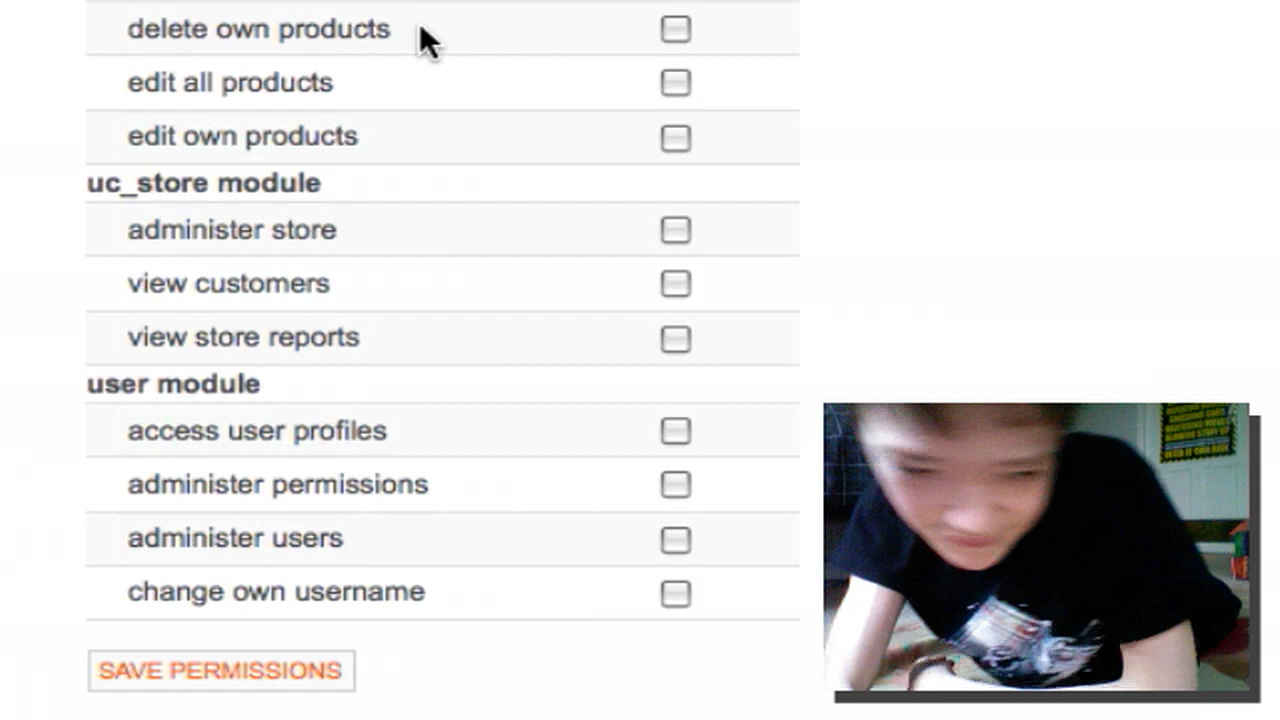 delete own products
edit all products
edit own products
uc_store module
administer store
view customers
view store reports
user module
access user profiles
administer permissions
administer users
change own username
SAVE PERMISSIONS